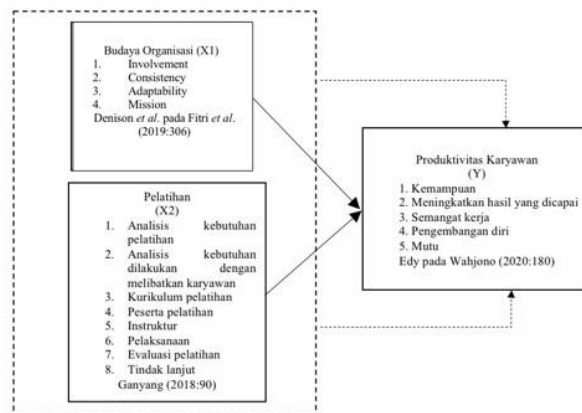 Budaya Organisasi (X1)
1. Involvement
2. Consistency
3. Adaptability
4. Mission
Denison et al. pada Fitri et al.
(2019:306)
Pelatihan
(X2)
1. Analisis kebutuhan
pelatihan
2. Analisis kebutuhan
dilakukan dengan
melibatkan karyawan
3. Kurikulum pelatihan
4. Peserta pelatihan
5. Instruktur
6. Pelaksanaan
7. Evaluasi pelatihan
8. Tindak lanjut
Ganyang (2018:90)
Produktivitas Karyawan
(Y)
1. Kemampuan
2. Meningkatkan hasil yang dicapai
3. Semangat kerja
4. Pengembangan diri
5. Mutu
Edy pada Wahjono (2020:180)